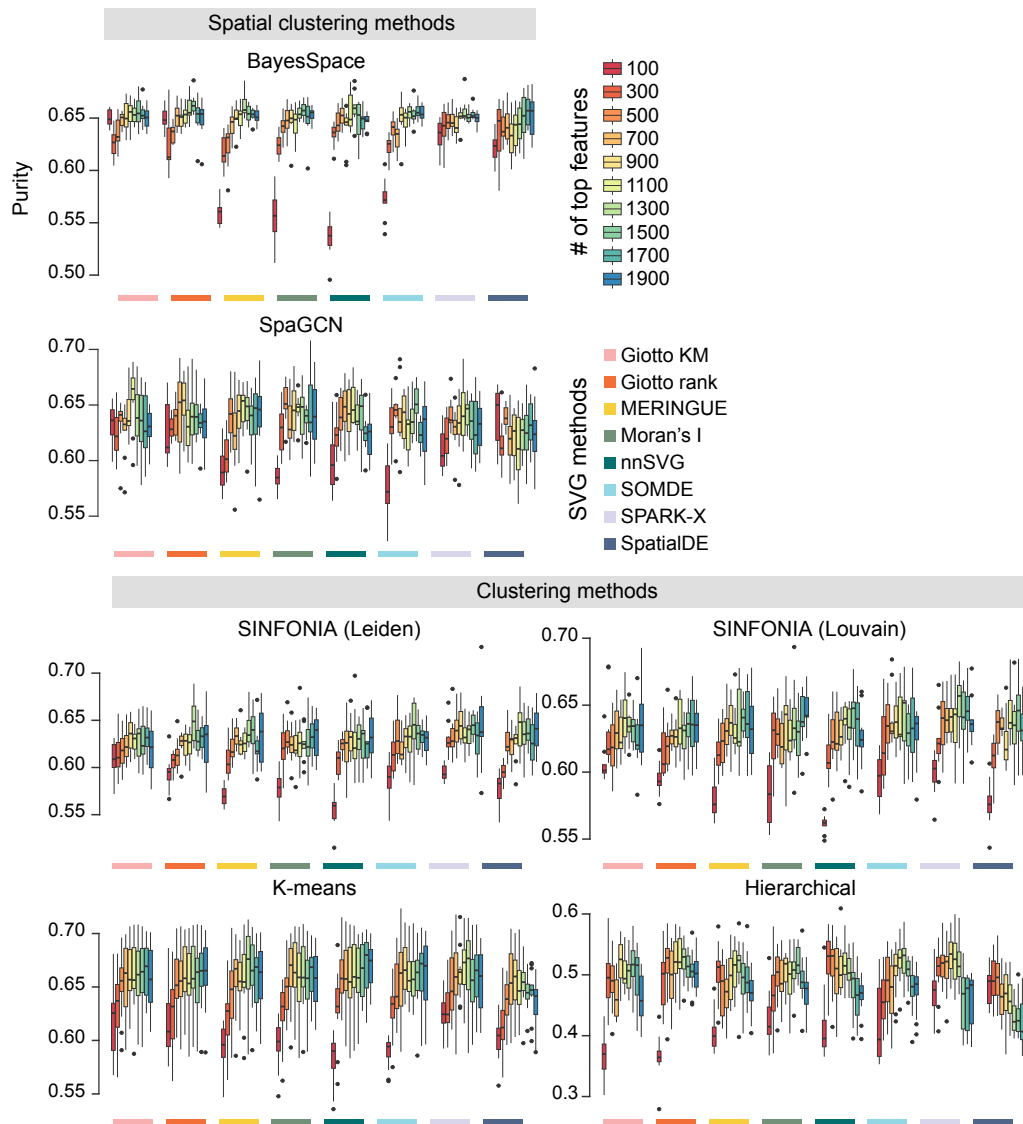 Spatial clustering methods
BayesSpace
Purity
0.65
0.60
0.55
0.50
# of top features
100
300
500
700
900
1100
1300
1500
1700
1900
SpaGCN
0.70
0.65
0.60
0.55
SVG methods
Giotto KM
Giotto rank
MERINGUE
Moran's I
nnSVG
SOMDE
SPARK-X
SpatialDE
Clustering methods
SINFONIA (Leiden)
0.70
0.65
0.60
0.55
SINFONIA (Louvain)
0.70
0.65
0.60
0.55
K-means
0.70
0.65
0.60
0.55
Hierarchical
0.6
0.5
0.4
0.3